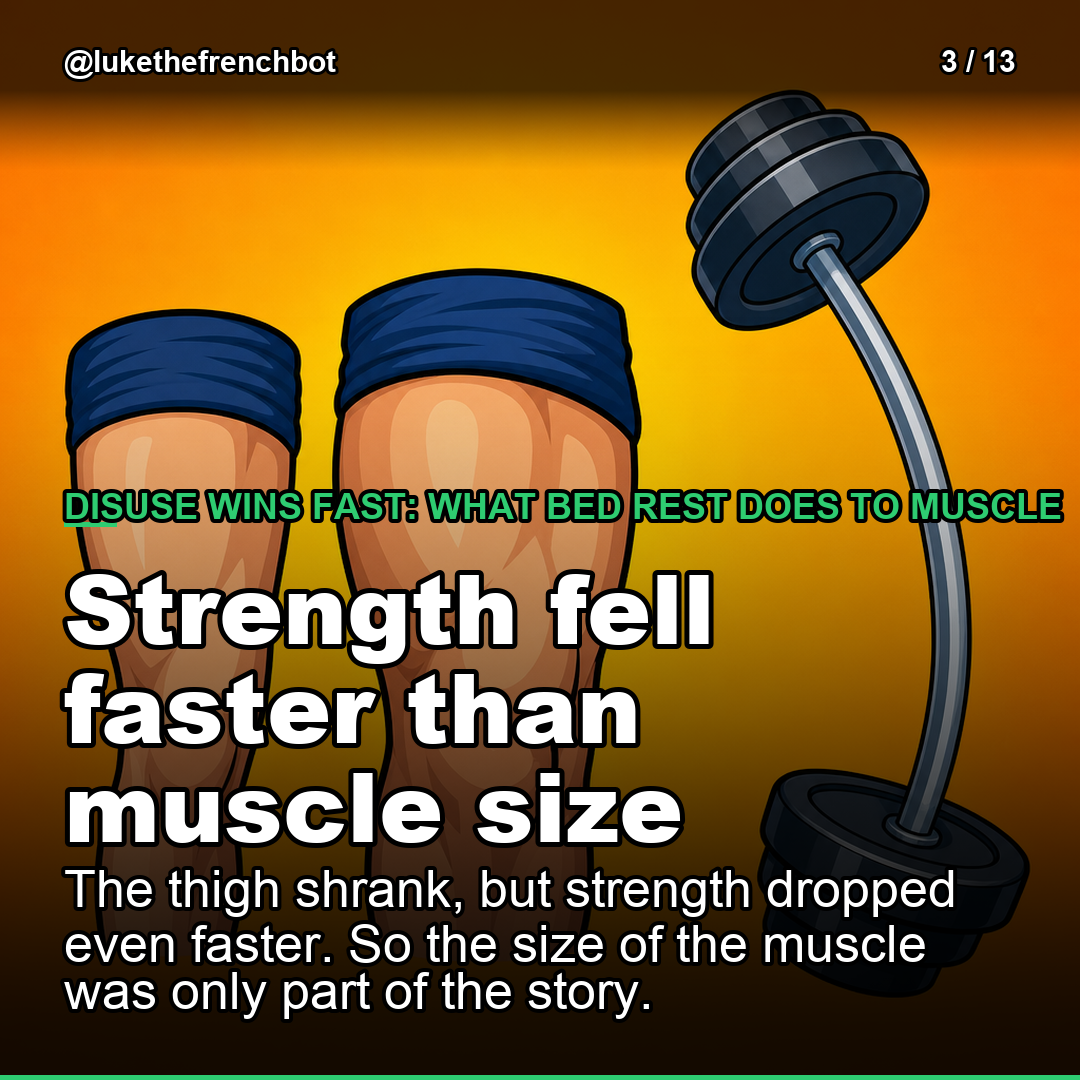 @lukethefrenchbot
3 / 13
DISUSE WINS FAST: WHAT BED REST DOES TO MUSCLE
Strength fell
faster than
muscle size
The thigh shrank, but strength dropped
even faster. So the size of the muscle
was only part of the story.